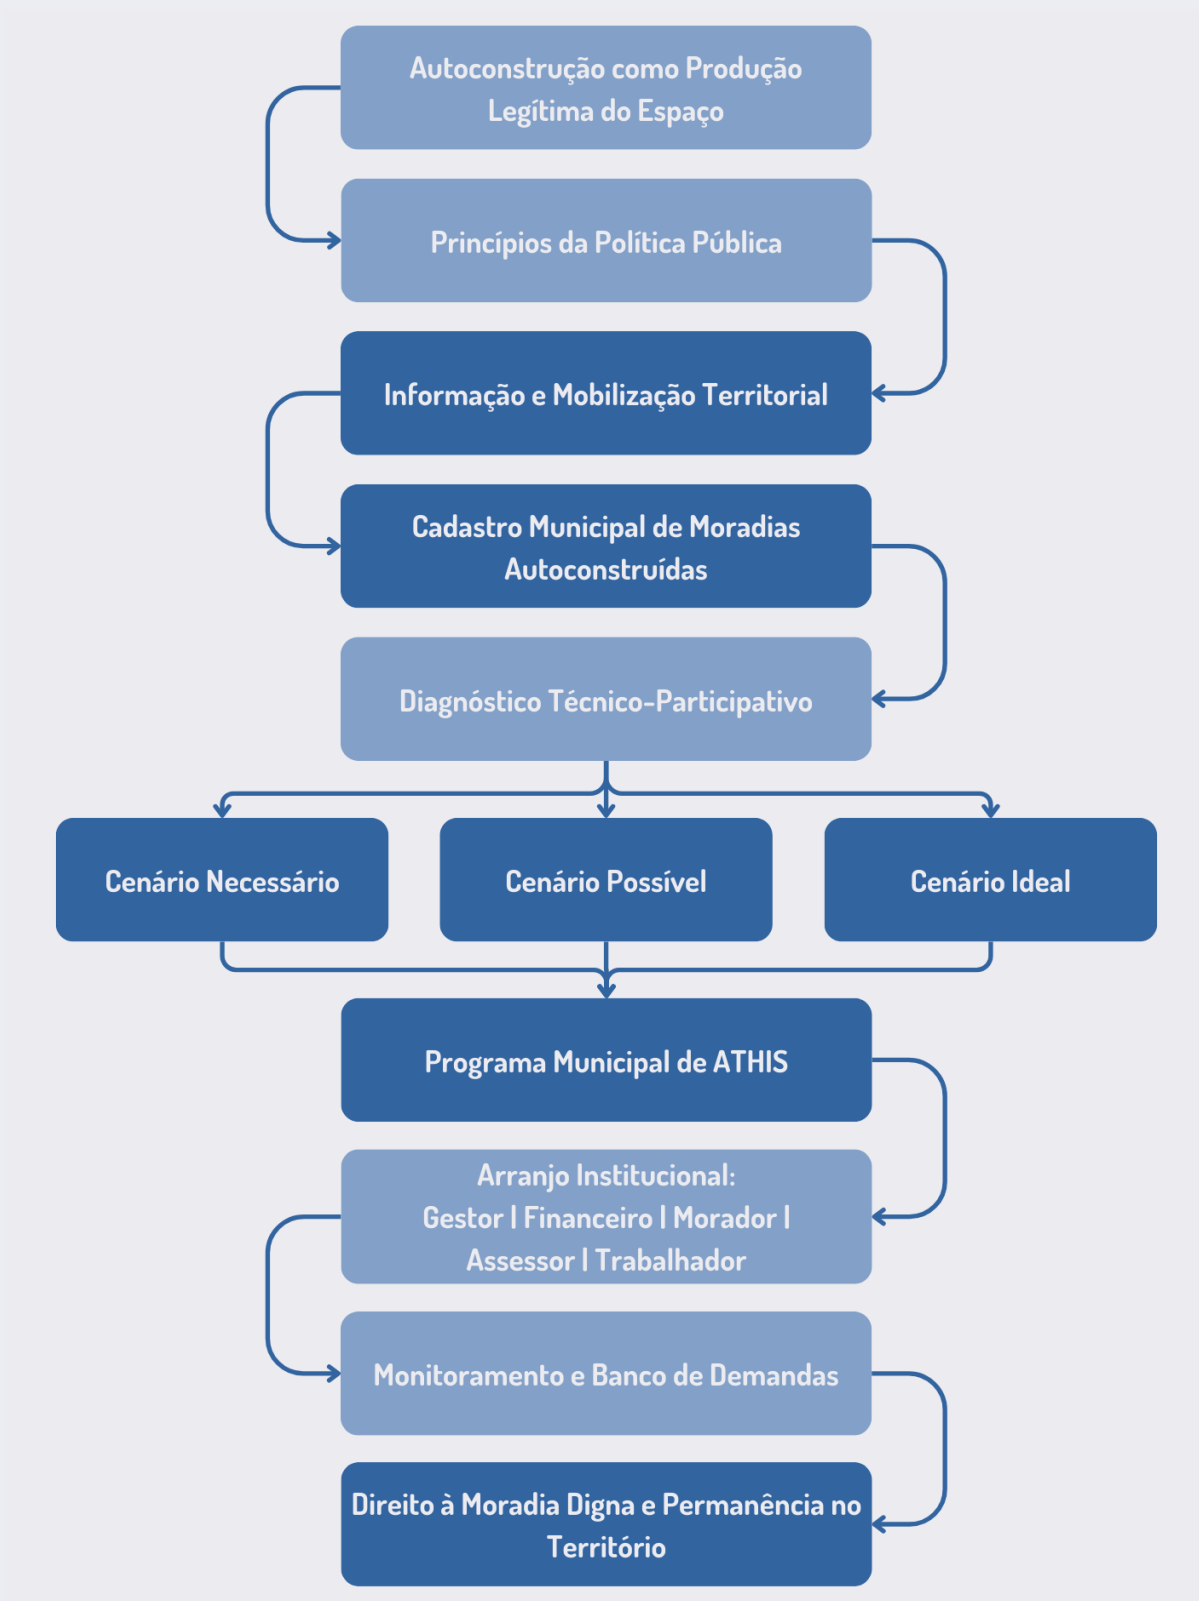 Autoconstrução como Produção
Legítima do Espaço
Princípios da Política Pública
Informação e Mobilização Territorial
Cadastro Municipal de Moradias
Autoconstruídas
Diagnóstico Técnico-Participativo
Cenário Necessário
Cenário Possível
Cenário Ideal
Programa Municipal de ATHIS
Arranjo Institucional:
Gestor | Financeiro | Morador |
Assessor | Trabalhador
Monitoramento e Banco de Demandas
Direito à Moradia Digna e Permanência no
Território